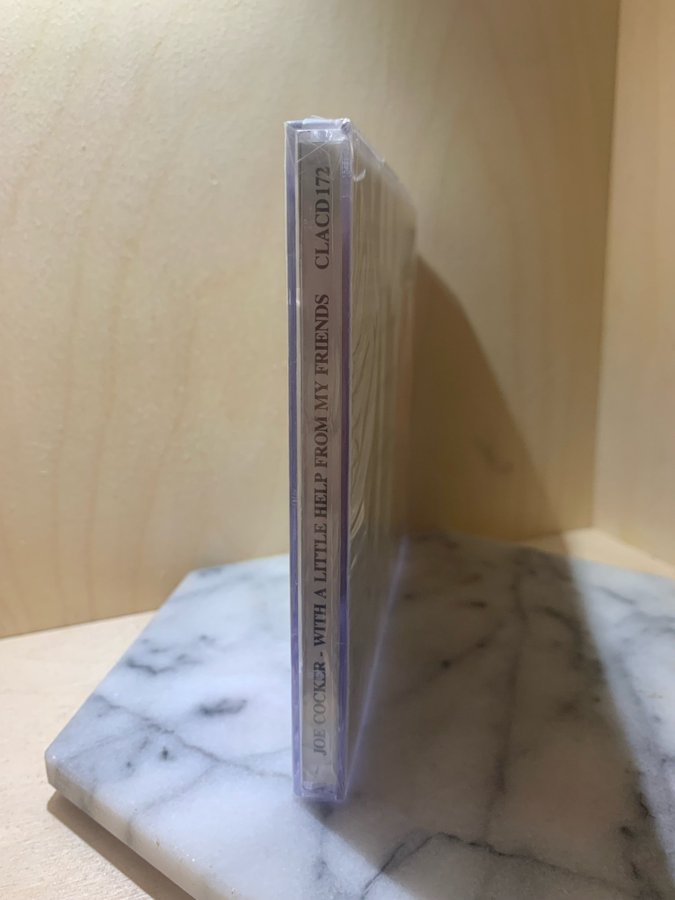 JOE COCKER - WITH A LITTLE HELP FROM MY FRIENDS CLACD172